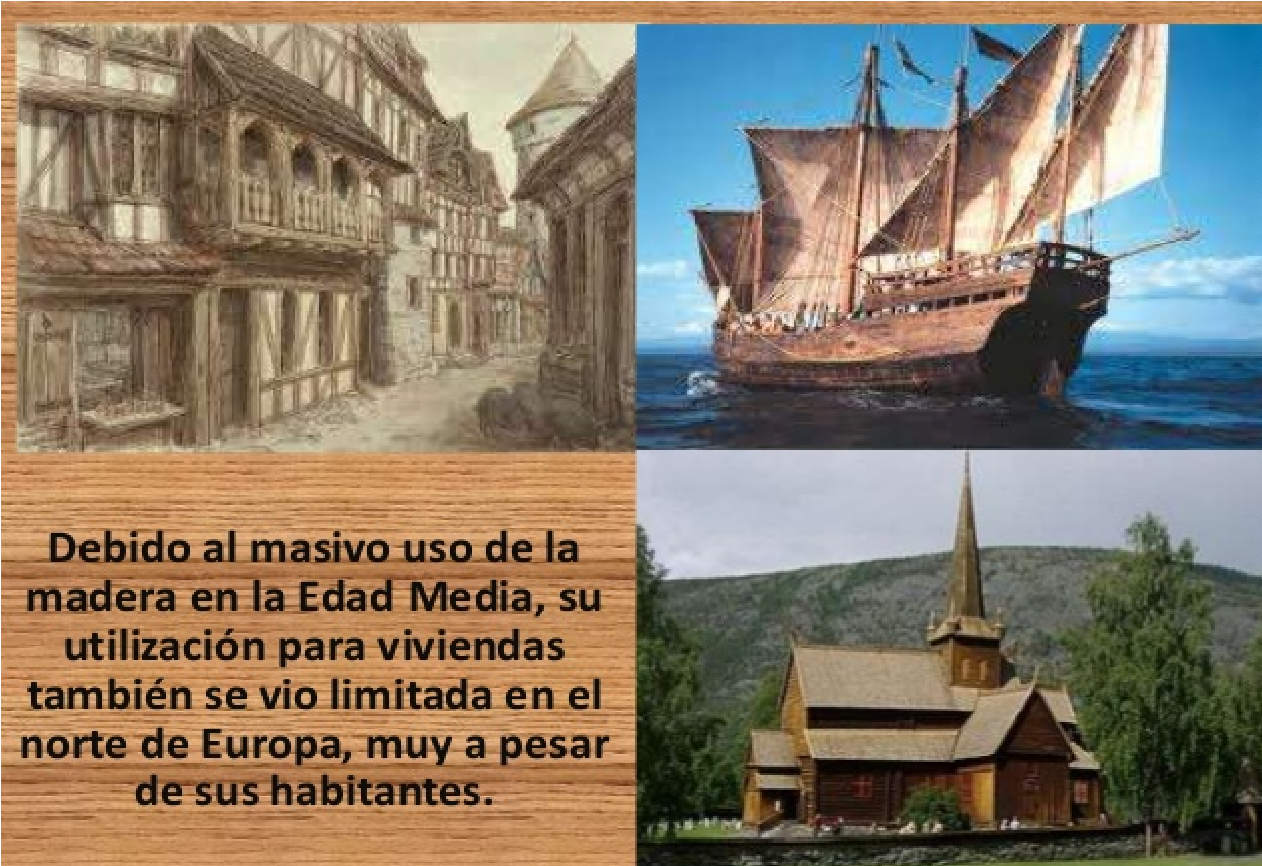 Debido al masivo uso de la
madera en la Edad Media, su
utilización para viviendas
también se vio limitada en el
norte de Europa, muy a pesar
de sus habitantes.